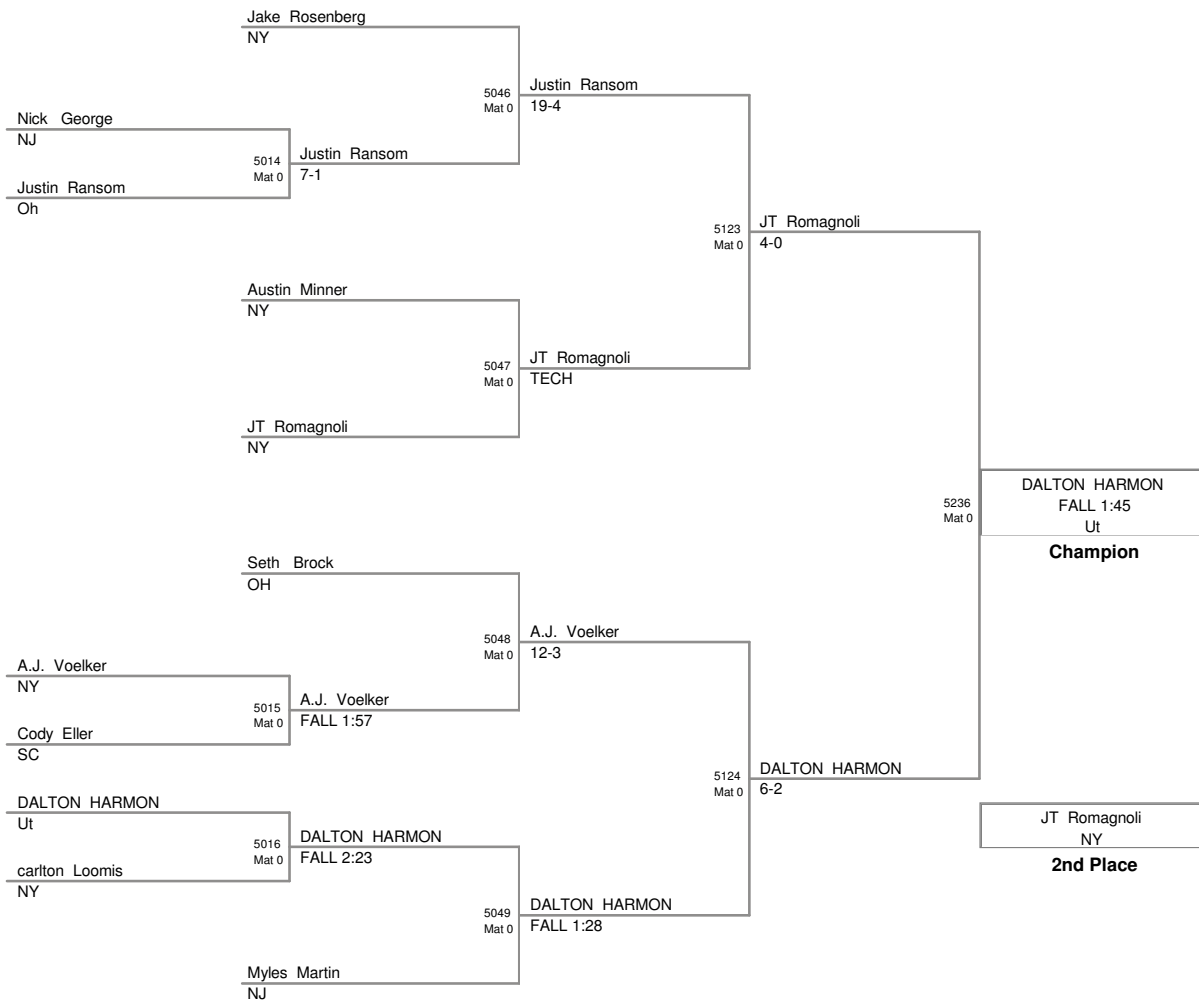 Jake Rosenberg
NY
5046
Mat 0
Justin Ransom
19-4
Nick George
NJ
5014
Mat 0
Justin Ransom
7-1
Justin Ransom
Oh
5123
Mat 0
JT Romagnoli
4-0
Austin Minner
NY
5047
Mat 0
JT Romagnoli
TECH
JT Romagnoli
NY
5236
Mat 0
DALTON HARMON
FALL 1:45
Ut
Champion
Seth Brock
OH
5048
Mat 0
A.J. Voelker
12-3
A.J. Voelker
NY
5015
Mat 0
A.J. Voelker
FALL 1:57
Cody Eller
SC
5124
Mat 0
DALTON HARMON
6-2
DALTON HARMON
Ut
5016
Mat 0
DALTON HARMON
FALL 2:23
carlton Loomis
NY
JT Romagnoli
NY
2nd Place
5049
Mat 0
DALTON HARMON
FALL 1:28
Myles Martin
NJ